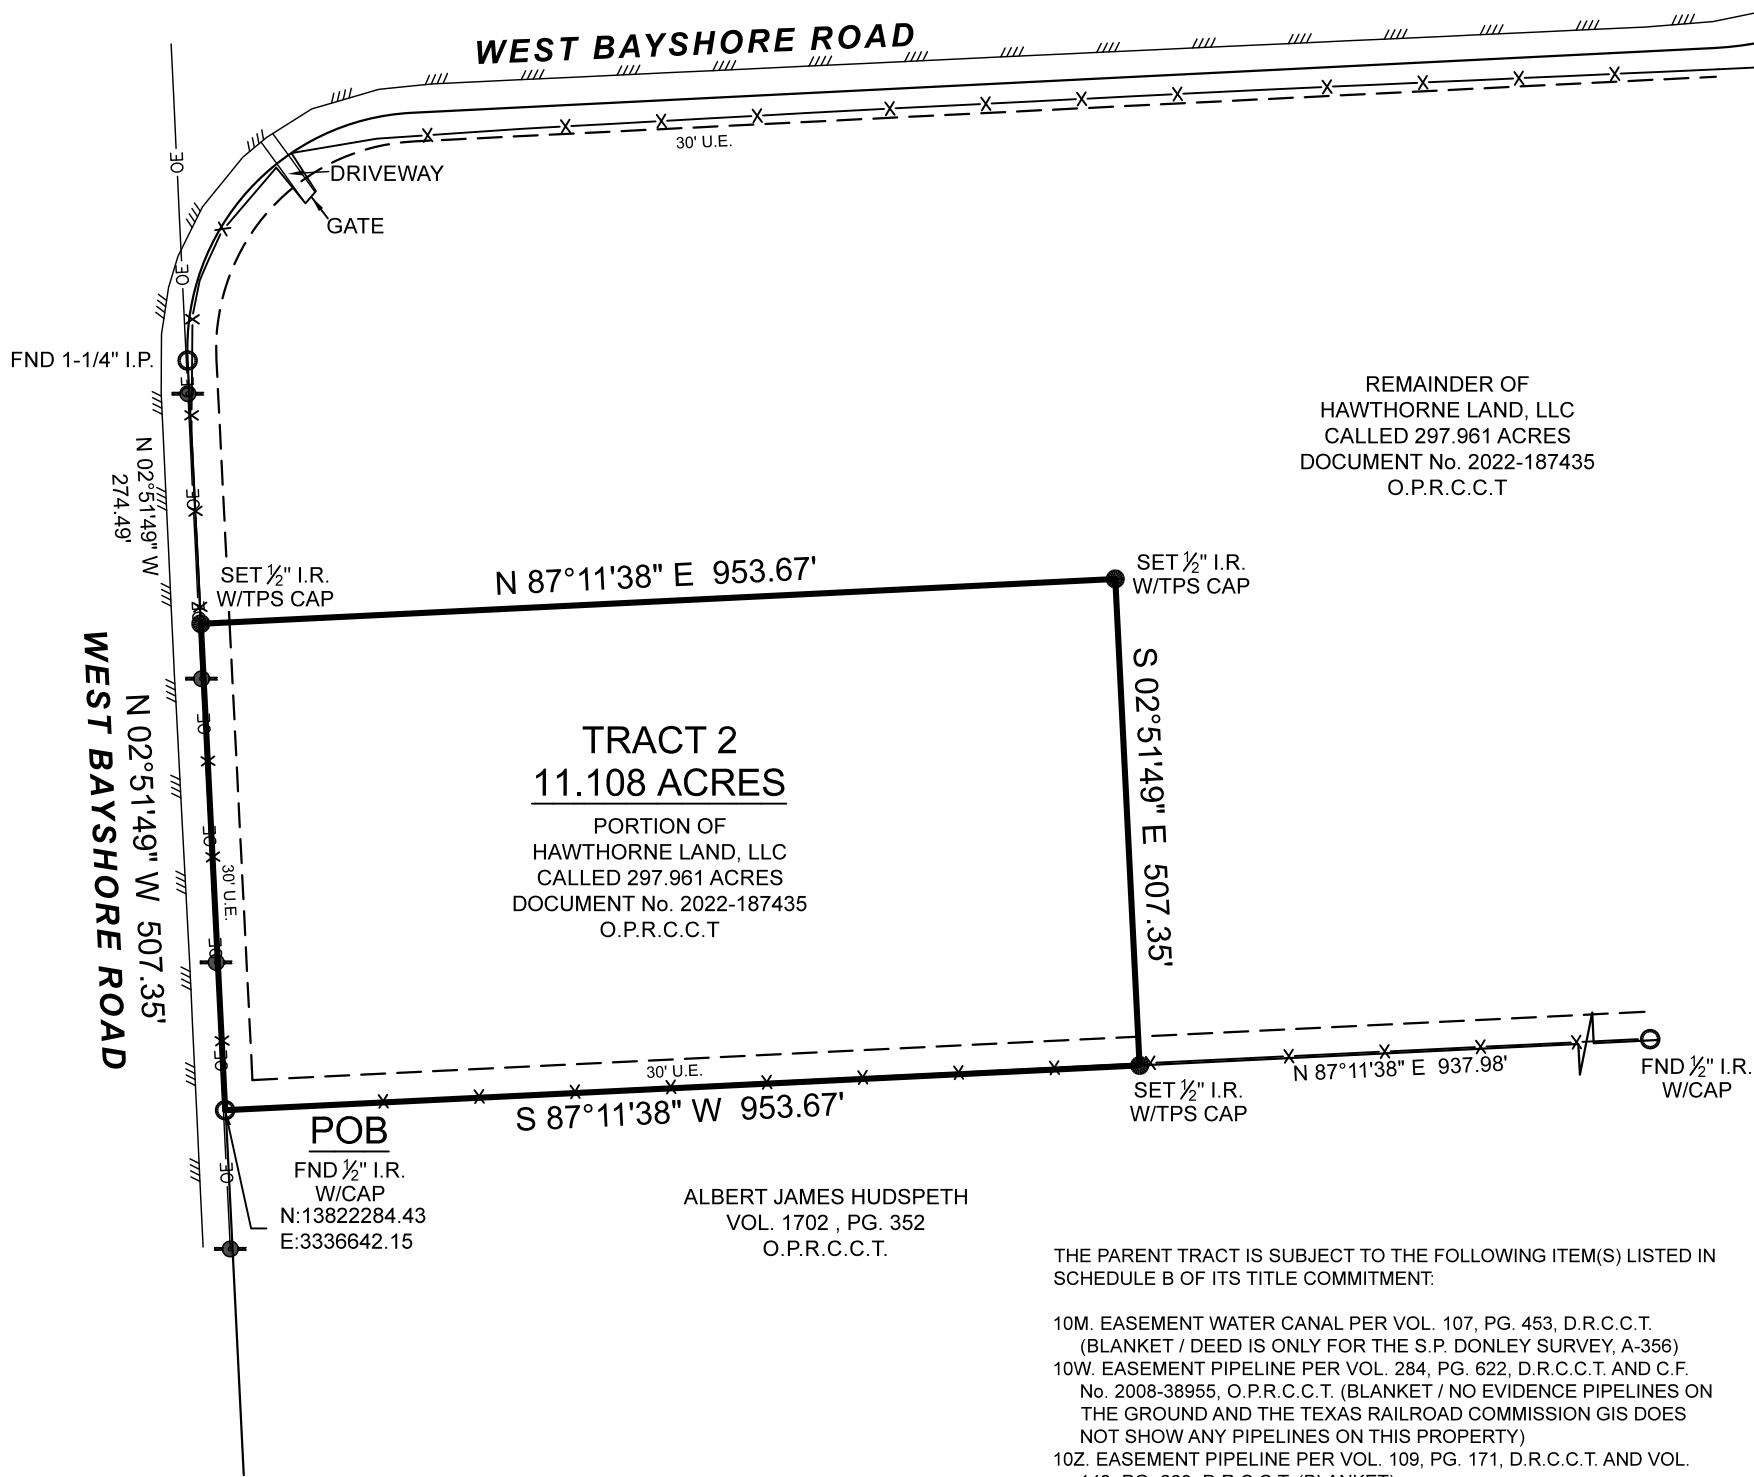 WEST BAYSHORE ROAD
30' U.E.
DRIVEWAY
GATE
OE
OE
FND 1-1/4" I.P.
OE
N 02°51'49" W
274.49'
OE
REMAINDER OF
HAWTHORNE LAND, LLC
CALLED 297.961 ACRES
DOCUMENT No. 2022-187435
O.P.R.C.C.T
SET ½" I.R.
W/TPS CAP
N 87°11'38" E 953.67'
SET ½" I.R.
W/TPS CAP
OE
WEST BAYSHORE ROAD
N 02°51'49" W 507.35'
OE
OE
30' U.E.
OE
OE
TRACT 2
11.108 ACRES
PORTION OF
HAWTHORNE LAND, LLC
CALLED 297.961 ACRES
DOCUMENT No. 2022-187435
O.P.R.C.C.T
S 02°51'49" E 507.35'
30' U.E.
S 87°11'38" W 953.67'
SET ½" I.R.
W/TPS CAP
N 87°11'38" E 937.98'
FND ½" I.R.
W/CAP
POB
FND ½" I.R.
W/CAP
N:13822284.43
E:3336642.15
OE
ALBERT JAMES HUDSPETH
VOL. 1702 , PG. 352
O.P.R.C.C.T.
THE PARENT TRACT IS SUBJECT TO THE FOLLOWING ITEM(S) LISTED IN
SCHEDULE B OF ITS TITLE COMMITMENT:
10M. EASEMENT WATER CANAL PER VOL. 107, PG. 453, D.R.C.C.T.
(BLANKET / DEED IS ONLY FOR THE S.P. DONLEY SURVEY, A-356)
10W. EASEMENT PIPELINE PER VOL. 284, PG. 622, D.R.C.C.T. AND C.F.
No. 2008-38955, O.P.R.C.C.T. (BLANKET / NO EVIDENCE PIPELINES ON
THE GROUND AND THE TEXAS RAILROAD COMMISSION GIS DOES
NOT SHOW ANY PIPELINES ON THIS PROPERTY)
10Z. EASEMENT PIPELINE PER VOL. 109, PG. 171, D.R.C.C.T. AND VOL.